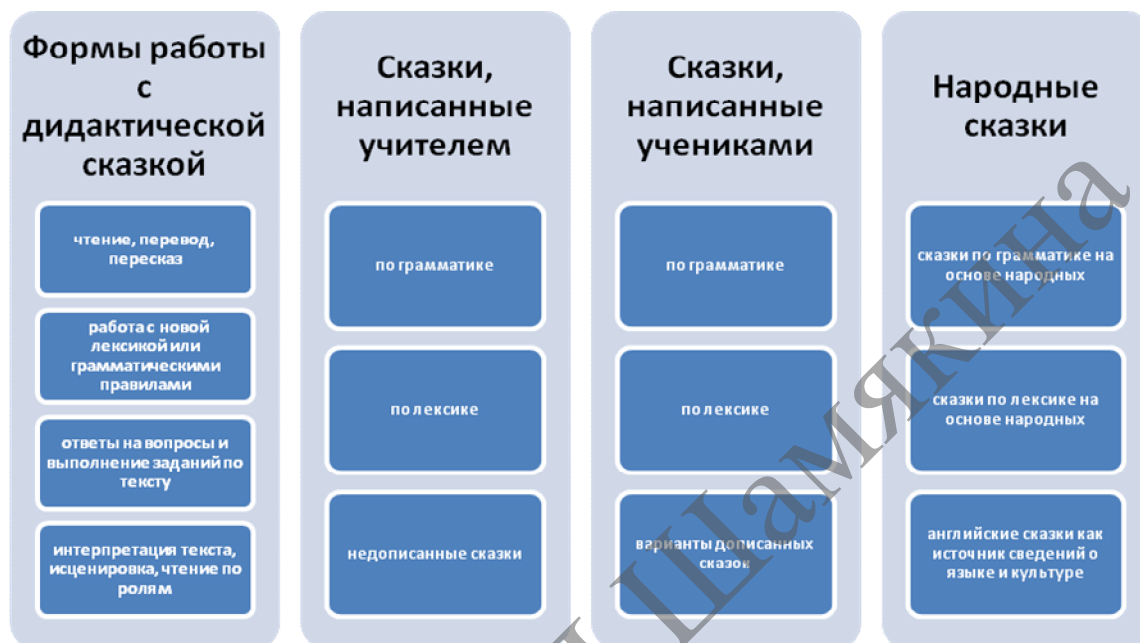 Формы работы
с
дидактической
сказкой
чтение, перевод,
пересказ
работа с новой
лексикой или
грамматическими
правилами
ответы на вопросы и
выполнение заданий по
тексту
интерпретация текста,
исценировка, чтение по
ролям
Сказки,
написанные
учителем
по грамматике
по лексике
недописанные сказки
Сказки,
написанные
учениками
по грамматике
по лексике
варианты дописанных
сказок
Народные
сказки
сказки по грамматике на
основе народных
сказки по лексике на
основе народных
английские сказки как
источник сведений о
языке и культуре
Шамякина